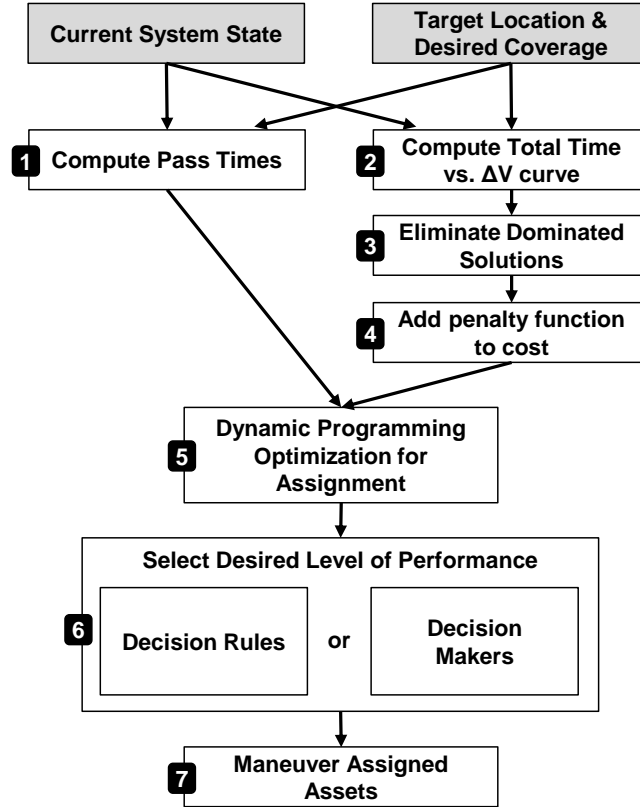 Current System State
Target Location &
Desired Coverage
1
Compute Pass Times
2
Compute Total Time
vs. ΔV curve
3
Eliminate Dominated
Solutions
4
Add penalty function
to cost
5
Dynamic Programming
Optimization for
Assignment
Select Desired Level of Performance
6
Decision Rules
or
Decision
Makers
7
Maneuver Assigned
Assets